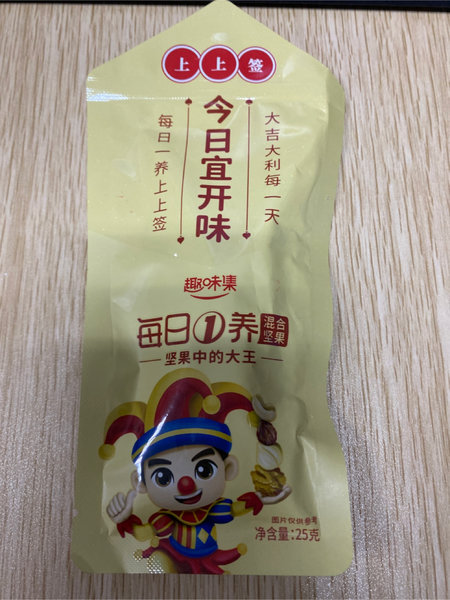 上上签
今日宜开味
大吉大利每一天
每日一养上上签
趣味集
每日1养 混合坚果
坚果中的大王
图片仅供参考
净含量:25克